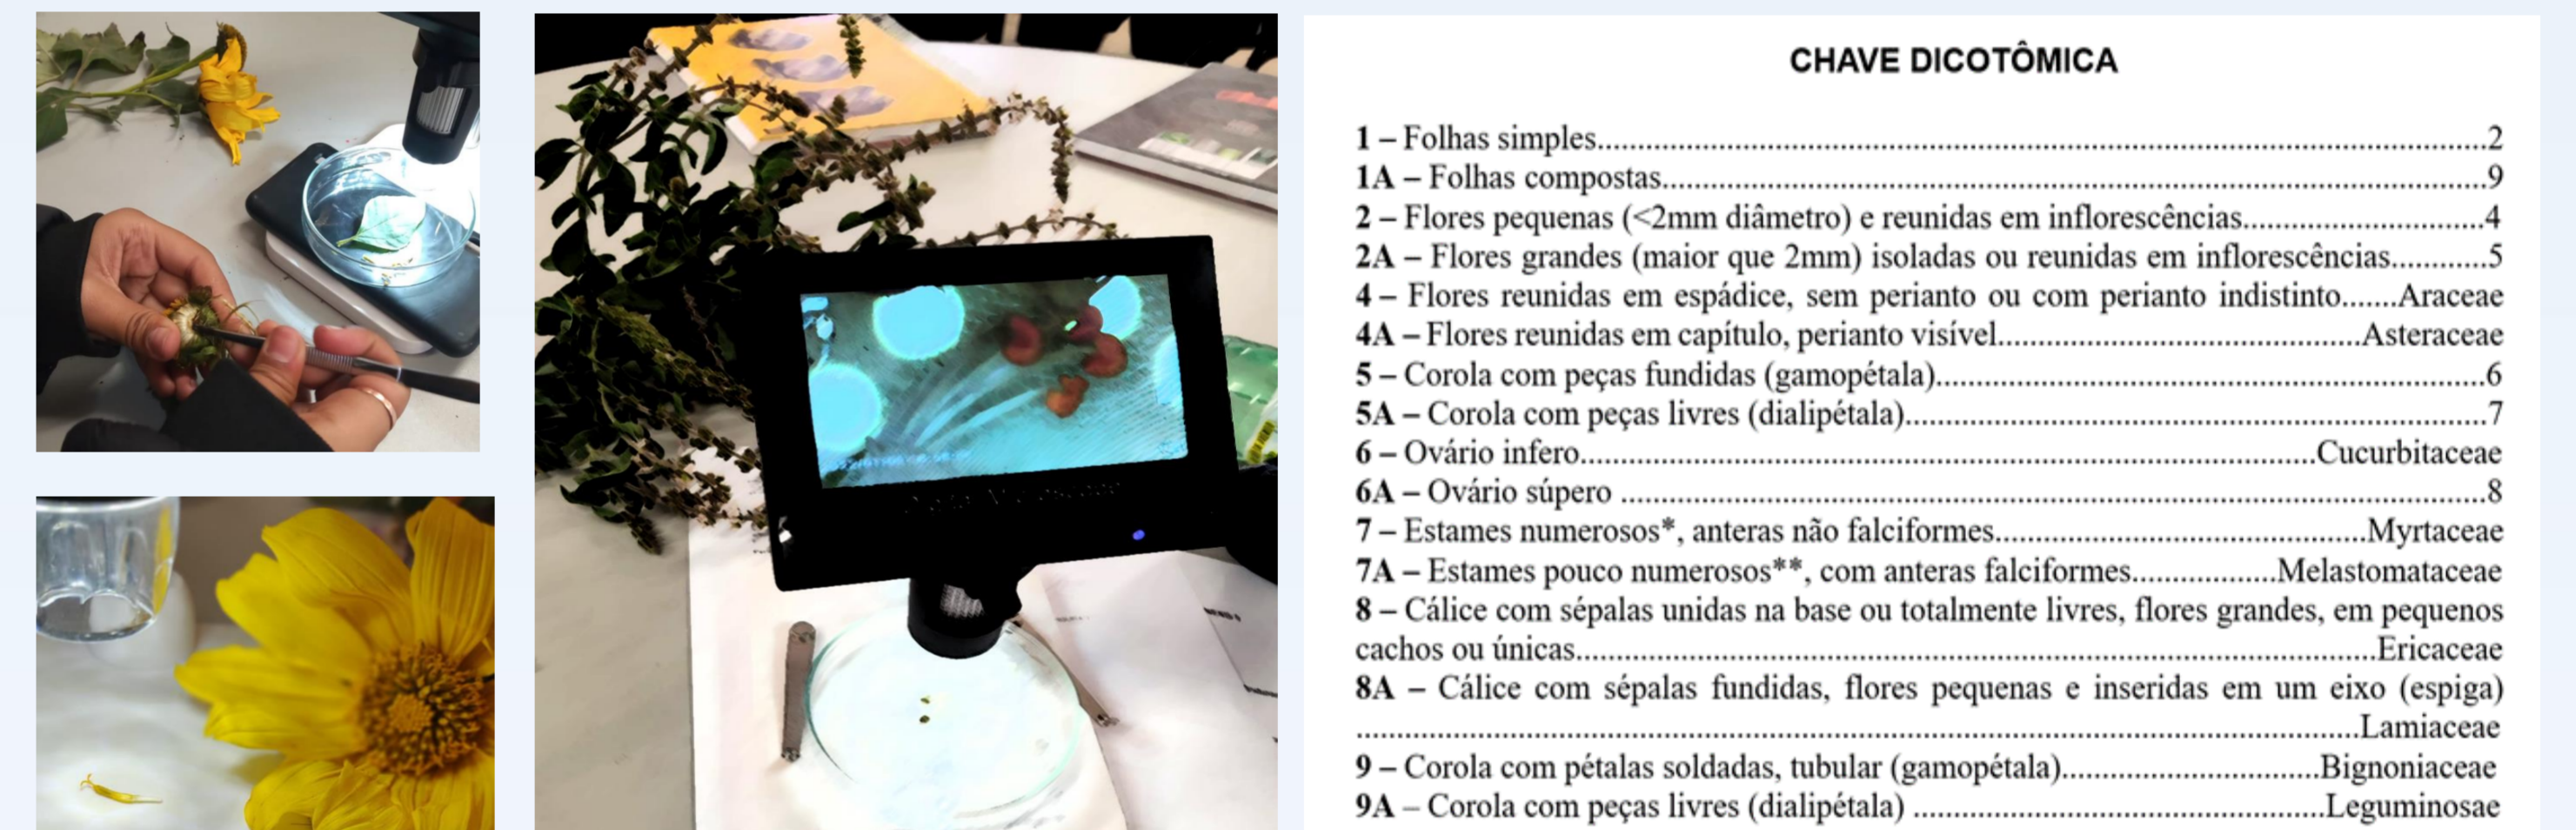 CHAVE DICOTÔMICA
1 – Folhas simples....................................................................................................2
1A – Folhas compostas.............................................................................................9
2 – Flores pequenas (<2mm diâmetro) e reunidas em inflorescências..............................4
2A – Flores grandes (maior que 2mm) isoladas ou reunidas em inflorescências............5
4 – Flores reunidas em espádice, sem perianto ou com perianto indistinto.......Araceae
4A – Flores reunidas em capítulo, perianto visível..............................................Asteraceae
5 – Corola com peças fundidas (gamopétala)....................................................................6
5A – Corola com peças livres (dialipétala).........................................................................7
6 – Ovário infero.............................................................................................Cucurbitaceae
6A – Ovário súpero ............................................................................................................8
7 – Estames numerosos*, anteras não falciformes...............................................Myrtaceae
7A – Estames pouco numerosos**, com anteras falciformes..................Melastomataceae
8 – Cálice com sépalas unidas na base ou totalmente livres, flores grandes, em pequenos
cachos ou únicas....................................................................................................Ericaceae
8A – Cálice com sépalas fundidas, flores pequenas e inseridas em um eixo (espiga)
.............................................................................................................................Lamiaceae
9 – Corola com pétalas soldadas, tubular (gamopétala)................................Bignoniaceae
9A – Corola com peças livres (dialipétala) ...................................................Leguminosae